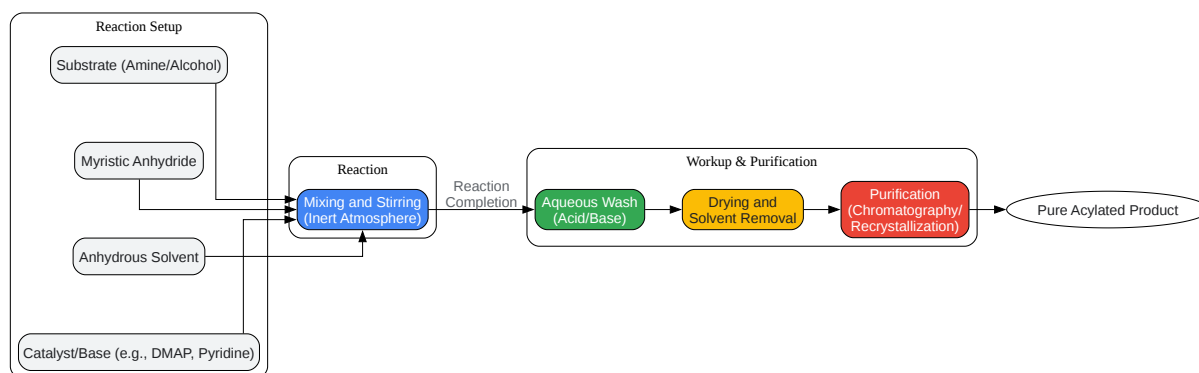 Reaction Setup
Substrate (Amine/Alcohol)
Myristic Anhydride
Anhydrous Solvent
Catalyst/Base (e.g., DMAP, Pyridine)
Reaction
Mixing and Stirring
(Inert Atmosphere)
Reaction
Completion
Workup & Purification
Aqueous Wash
(Acid/Base)
Drying and
Solvent Removal
Purification
(Chromatography/
Recrystallization)
Pure Acylated Product